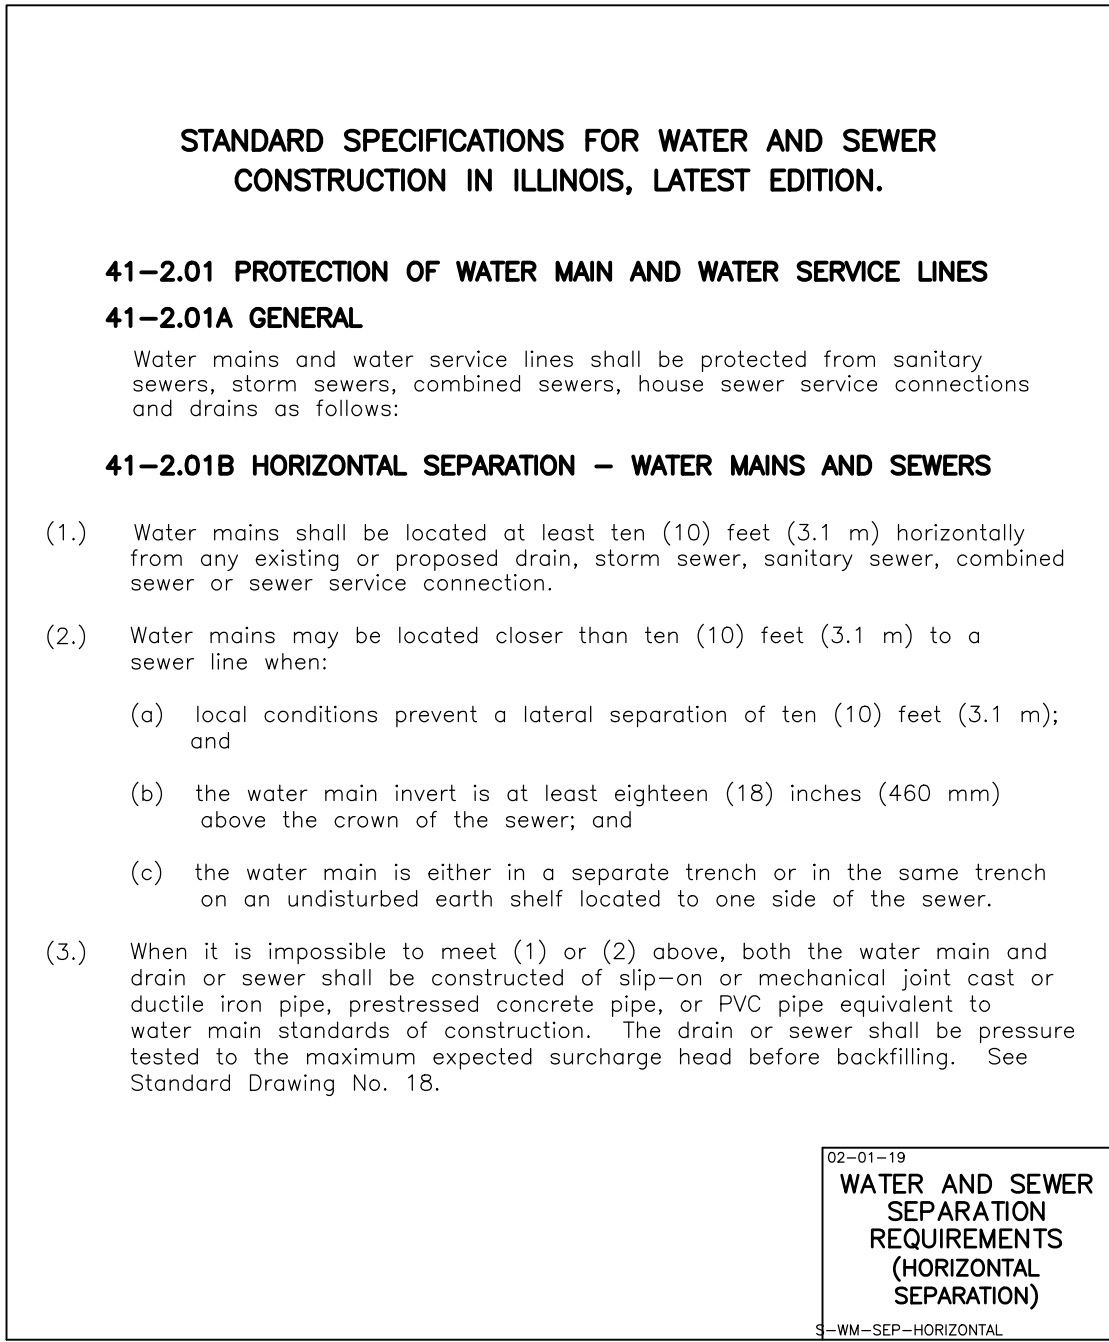 STANDARD SPECIFICATIONS FOR WATER AND SEWER
CONSTRUCTION IN ILLINOIS, LATEST EDITION.
41-2.01 PROTECTION OF WATER MAIN AND WATER SERVICE LINES
41-2.01A GENERAL
Water mains and water service lines shall be protected from sanitary
sewers, storm sewers, combined sewers, house sewer service connections
and drains as follows:
41-2.01B HORIZONTAL SEPARATION - WATER MAINS AND SEWERS
(1.) Water mains shall be located at least ten (10) feet (3.1 m) horizontally
from any existing or proposed drain, storm sewer, sanitary sewer, combined
sewer or sewer service connection.
(2.) Water mains may be located closer than ten (10) feet (3.1 m) to a
sewer line when:
(a) local conditions prevent a lateral separation of ten (10) feet (3.1 m);
and
(b) the water main invert is at least eighteen (18) inches (460 mm)
above the crown of the sewer; and
(c) the water main is either in a separate trench or in the same trench
on an undisturbed earth shelf located to one side of the sewer.
(3.) When it is impossible to meet (1) or (2) above, both the water main and
drain or sewer shall be constructed of slip-on or mechanical joint cast or
ductile iron pipe, prestressed concrete pipe, or PVC pipe equivalent to
water main standards of construction. The drain or sewer shall be pressure
tested to the maximum expected surcharge head before backfilling. See
Standard Drawing No. 18.
02-01-19
WATER AND SEWER
SEPARATION
REQUIREMENTS
(HORIZONTAL
SEPARATION)
S-WM-SEP-HORIZONTAL